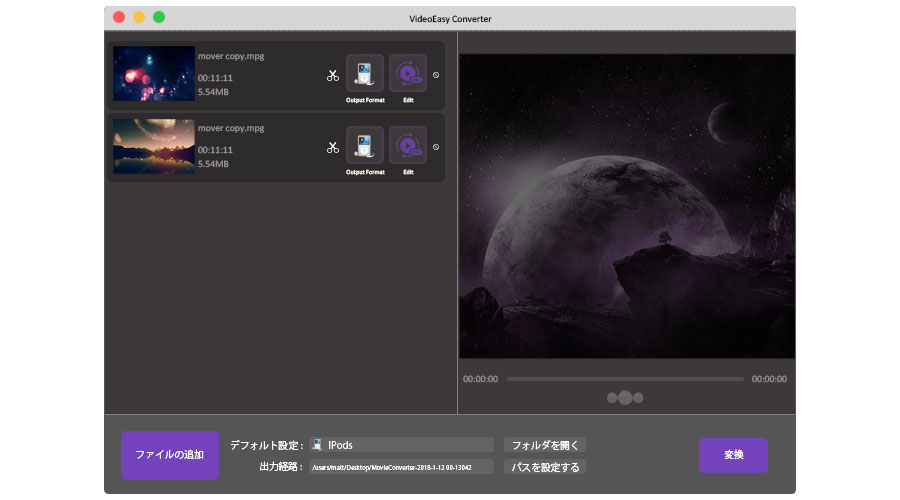 VideoEasy Converter
mover copy.mpg
00:11:11
5.54MB
Output Format
Edit
mover copy.mpg
00:11:11
5.54MB
Output Format
Edit
00:00:00
00:00:00
ファイルの追加
デフォルト設定 :
IPods
フォルダを開く
出力経路 :
/Users/matt/Desktop/MovieConverter-2018-1-12 00-13042
パスを設定する
変換